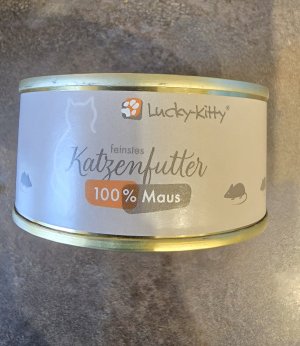 Lucky-Kitty®
feinstes
Katzenfutter
100% Maus